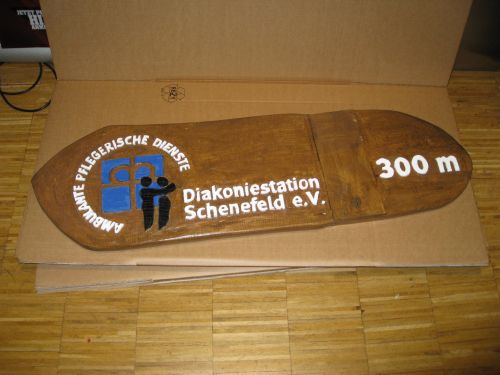 AMBULANTE PFLEGERISCHE DIENSTE
Diakoniestation
Schenefeld e.V.
300 m